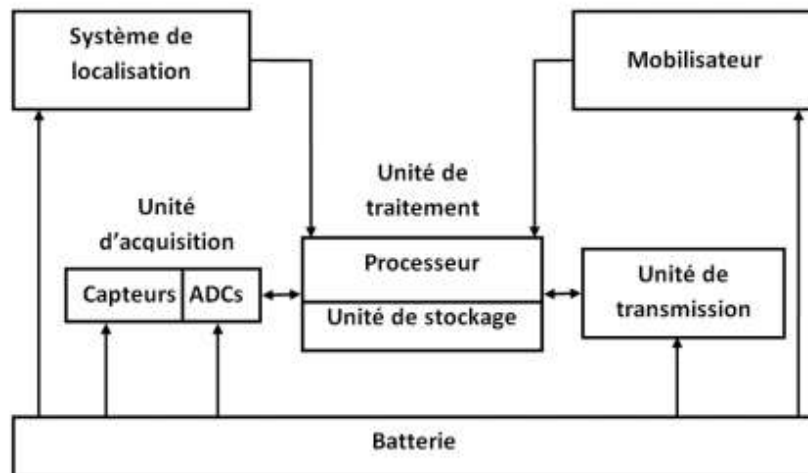 Système de
localisation
Mobilisateur
Unité de
traitement
Unité
d'acquisition
Processeur
Unité de
transmission
Capteurs ADCs
Unité de stockage
Batterie